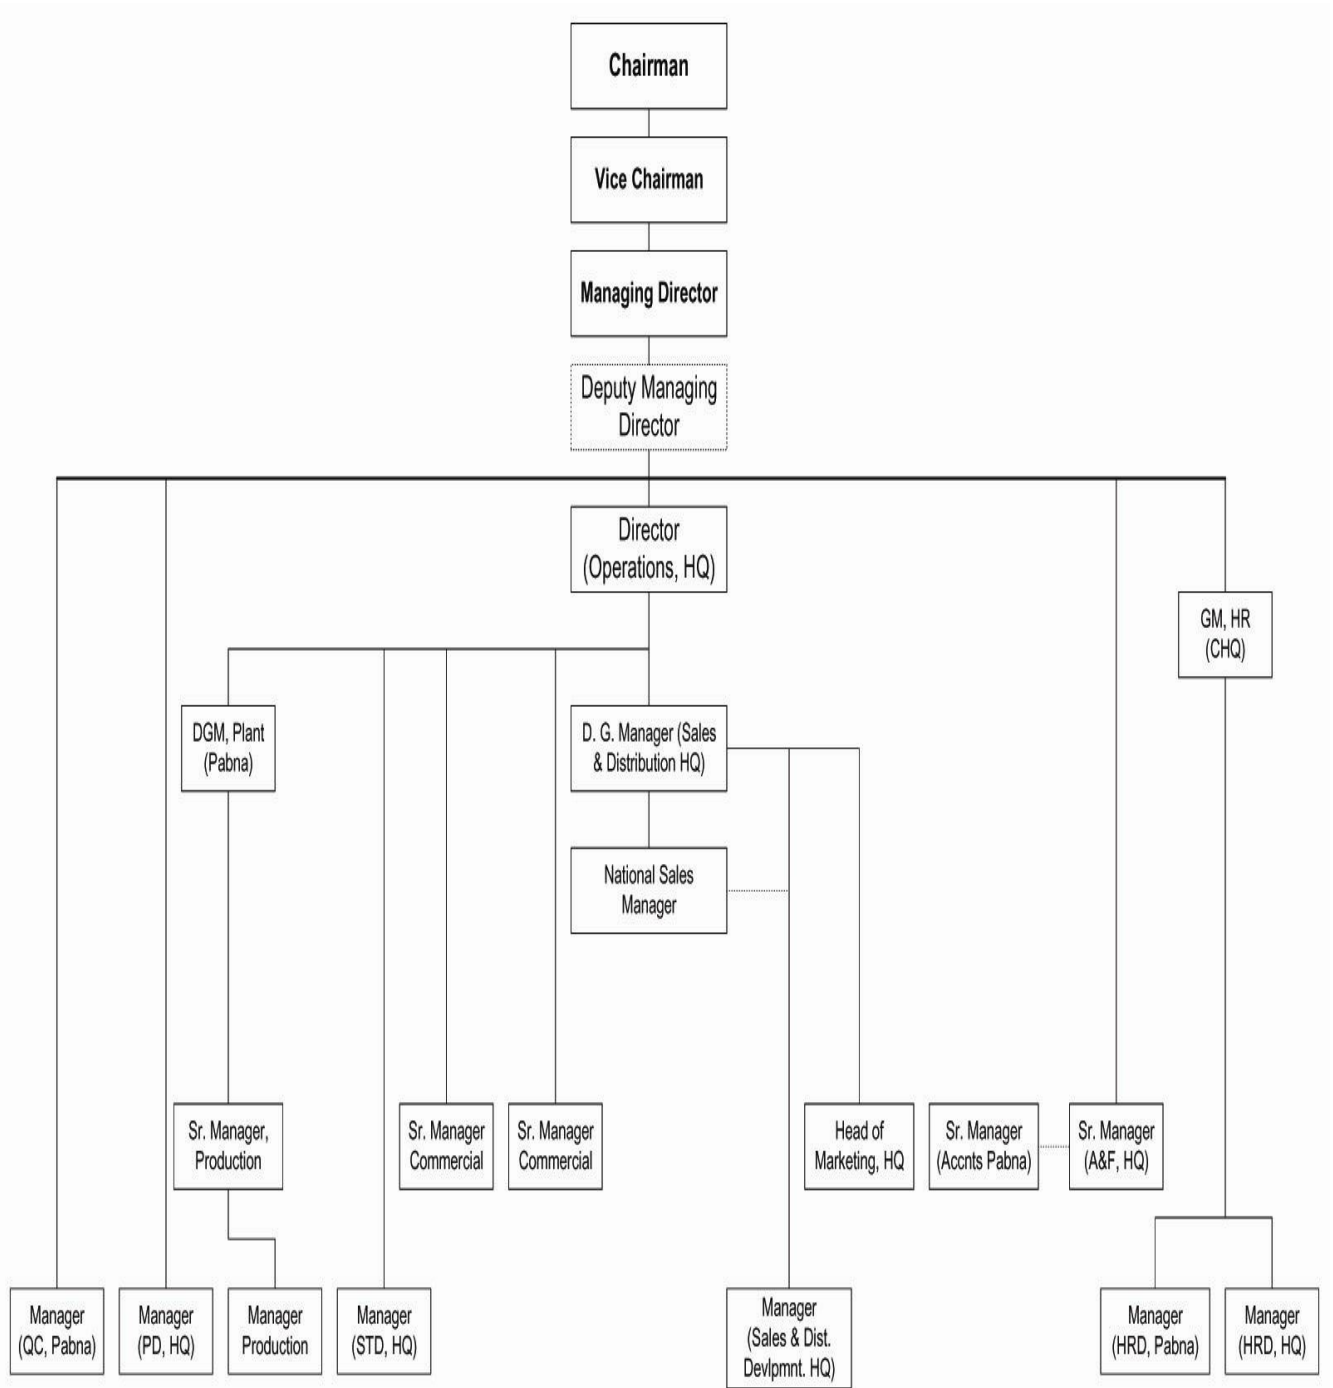 Chairman
Vice Chairman
Managing Director
Deputy Managing
Director
Director
(Operations, HQ)
GM, HR
(CHQ)
DGM, Plant
(Pabna)
D. G. Manager (Sales
& Distribution HQ)
National Sales
Manager
Sr. Manager,
Production
Sr. Manager
Commercial
Sr. Manager
Commercial
Head of
Marketing, HQ
Sr. Manager
(Accnts Pabna)
Sr. Manager
(A&F, HQ)
Manager
(QC, Pabna)
Manager
(PD, HQ)
Manager
Production
Manager
(STD, HQ)
Manager
(Sales & Dist.
Devlpmnt. HQ)
Manager
(HRD, Pabna)
Manager
(HRD, HQ)